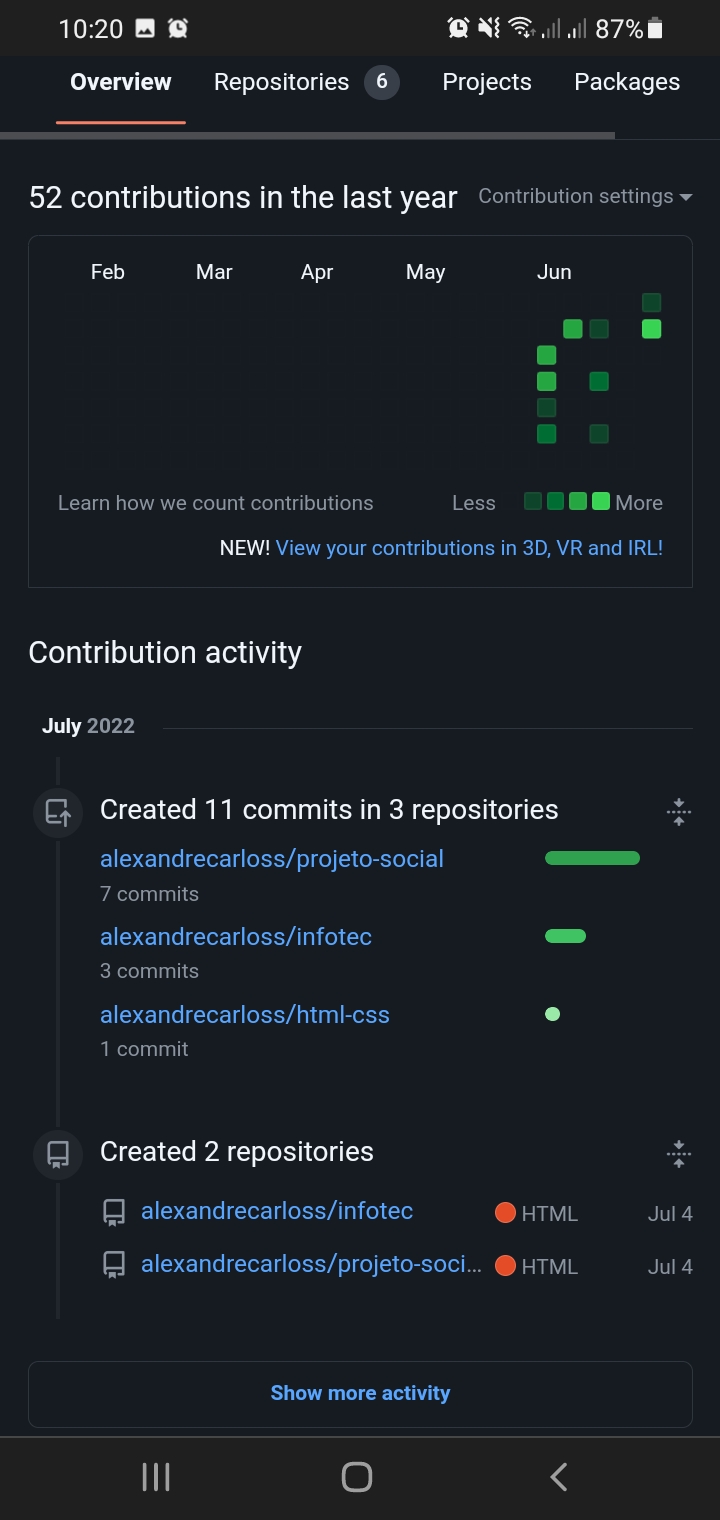 10:20 87%
Overview Repositories 6 Projects Packages
52 contributions in the last year Contribution settings
Feb Mar Apr May Jun
Learn how we count contributions Less More
NEW! View your contributions in 3D, VR and IRL!
Contribution activity
July 2022
Created 11 commits in 3 repositories
alexandrecarloss/projeto-social
7 commits
alexandrecarloss/infotec
3 commits
alexandrecarloss/html-css
1 commit
Created 2 repositories
alexandrecarloss/infotec HTML Jul 4
alexandrecarloss/projeto-soci... HTML Jul 4
Show more activity